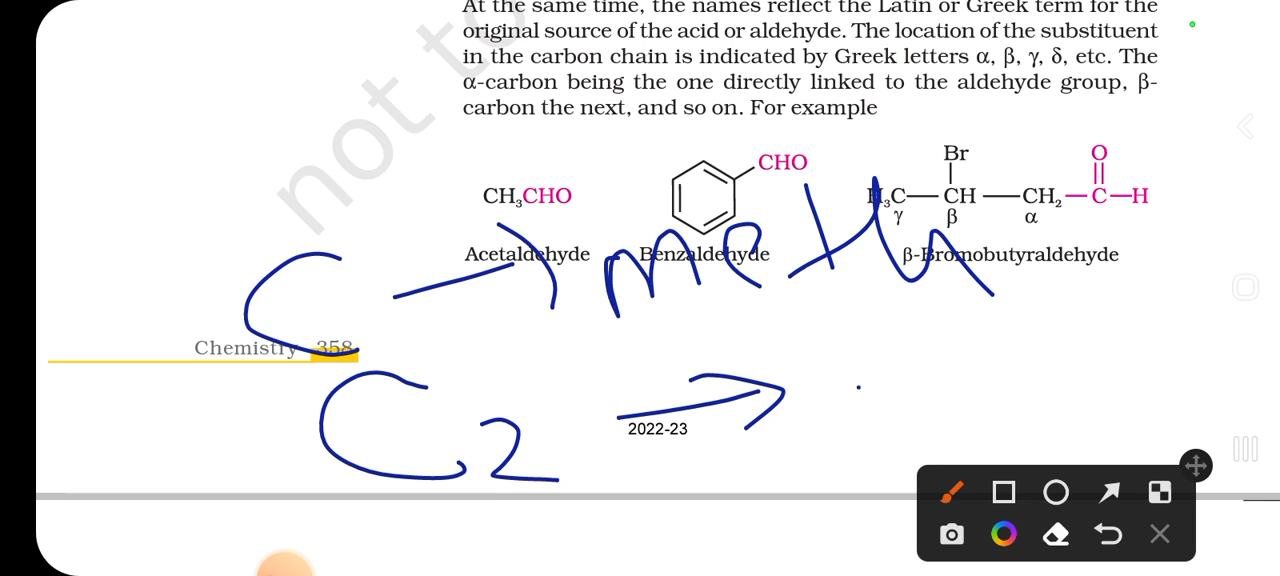 At the same time, the names reflect the Latin or Greek term for the
original source of the acid or aldehyde. The location of the substituent
in the carbon chain is indicated by Greek letters α, β, γ, δ, etc. The
α-carbon being the one directly linked to the aldehyde group, β-
carbon the next, and so on. For example
not to
Br
O
CHO
CH₃CHO
H₃C—CH—CH₂—C—H
γ β α
Acetaldehyde Benzaldehyde β-Bromobutyraldehyde
C → meth
Chemistry 358
C2 →
2022-23